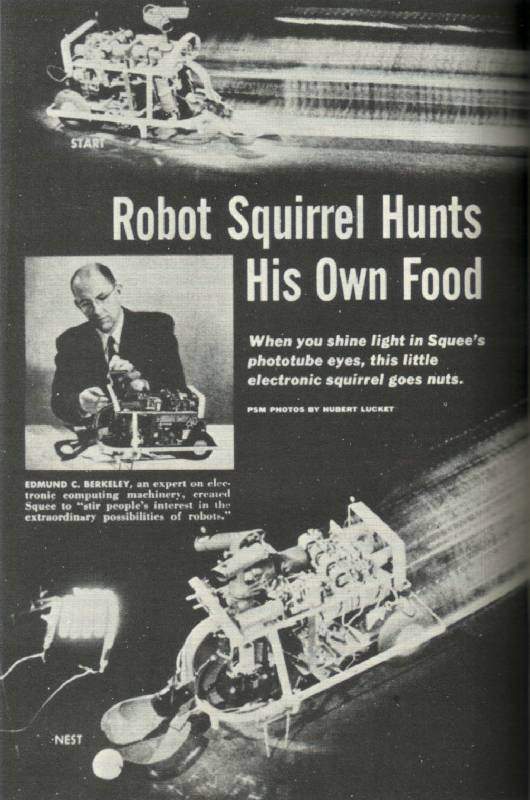 START
Robot Squirrel Hunts
His Own Food
When you shine light in Squee's
phototube eyes, this little
electronic squirrel goes nuts.
PSM PHOTOS BY HUBERT LUCKET
EDMUND C. BERKELEY, an expert on elec-
tronic computing machinery, created
Squee to "stir people's interest in the
extraordinary possibilities of robots."
NEST